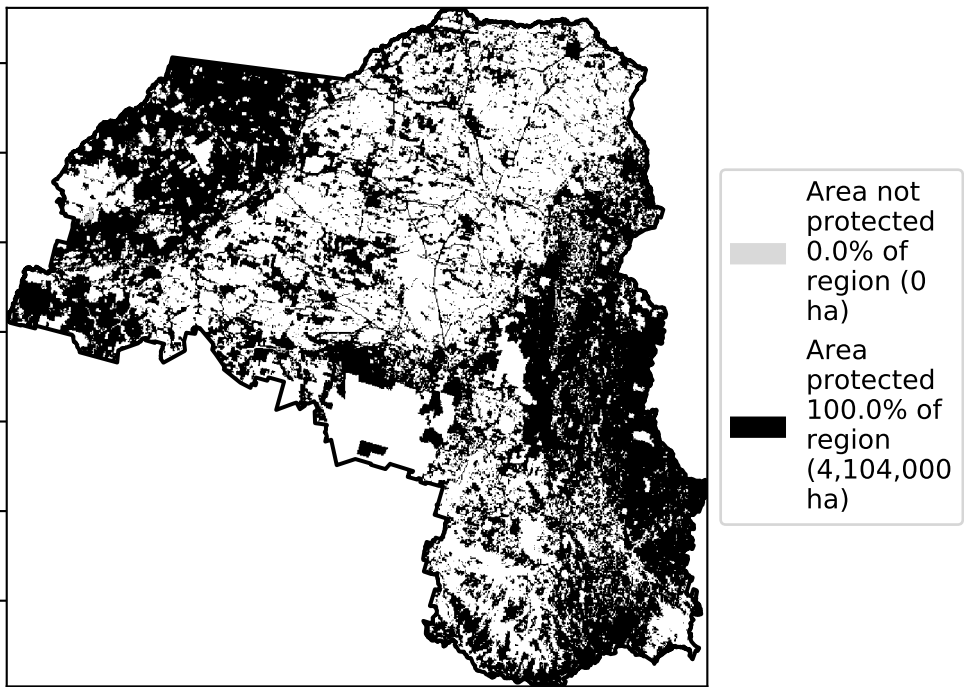 Area not
protected
0.0% of
region (0
ha)
Area
protected
100.0% of
region
(4,104,000
ha)